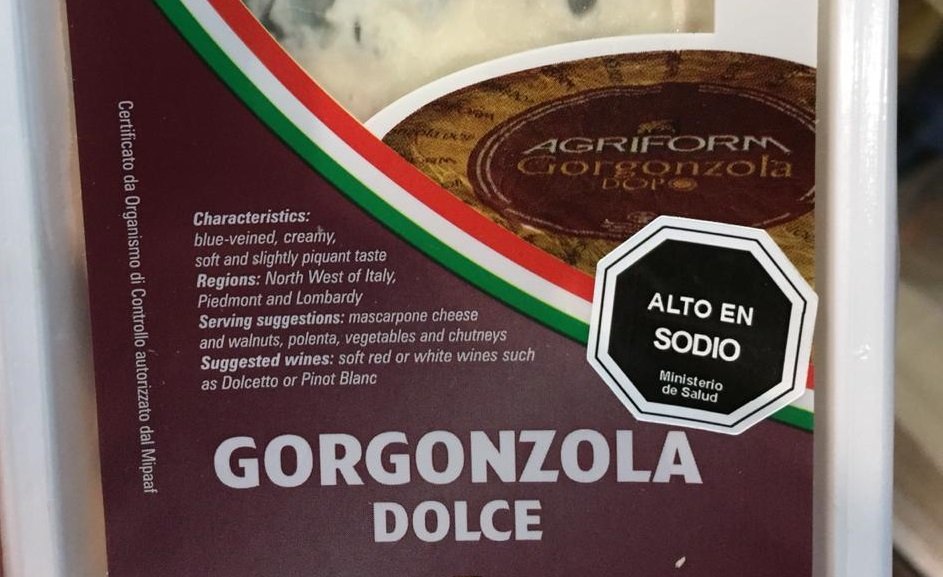 AGRIFORM
Gorgonzola
DOP
Certificato da Organismo di Controllo autorizzato dal Mipaaf
Characteristics:
blue-veined, creamy,
soft and slightly piquant taste
Regions: North West of Italy,
Piedmont and Lombardy
Serving suggestions: mascarpone cheese
and walnuts, polenta, vegetables and chutneys
Suggested wines: soft red or white wines such
as Dolcetto or Pinot Blanc
ALTO EN
SODIO
Ministerio
de Salud
GORGONZOLA
DOLCE